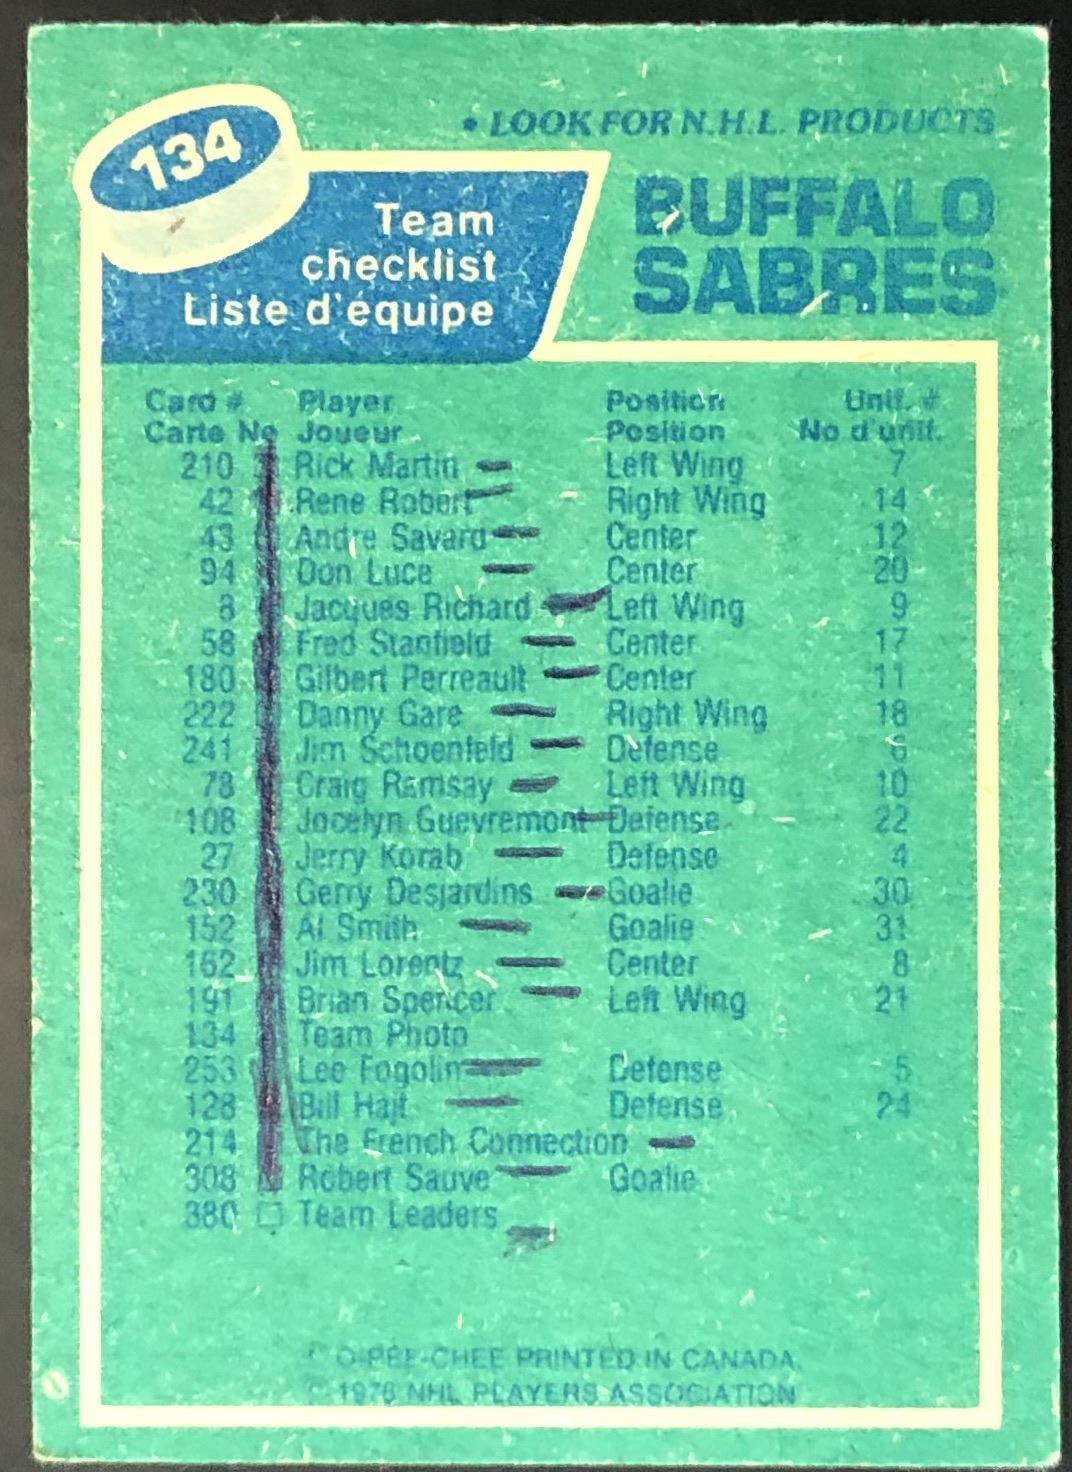 134
• LOOK FOR N.H.L. PRODUCTS
BUFFALO
SABRES
Team
checklist
Liste d'équipe
Card # Player Position Unif. #
Carte No Joueur Position No d'unif.
210 Rick Martin Left Wing 7
42 Rene Robert Right Wing 14
43 Andre Savard Center 12
94 Don Luce Center 20
8 Jacques Richard Left Wing 9
58 Fred Stanfield Center 17
180 Gilbert Perreault Center 11
222 Danny Gare Right Wing 18
241 Jim Schoenfeld Defense 6
78 Craig Ramsay Left Wing 10
108 Jocelyn Guevremont Defense 22
27 Jerry Korab Defense 4
230 Gerry Desjardins Goalie 30
152 Al Smith Goalie 31
162 Jim Lorentz Center 8
191 Brian Spencer Left Wing 21
134 Team Photo
253 Lee Fogolin Defense 5
128 Bill Hajt Defense 24
214 The French Connection
308 Robert Sauve Goalie
380 Team Leaders
© O-PEE-CHEE PRINTED IN CANADA
© 1976 NHL PLAYERS ASSOCIATION